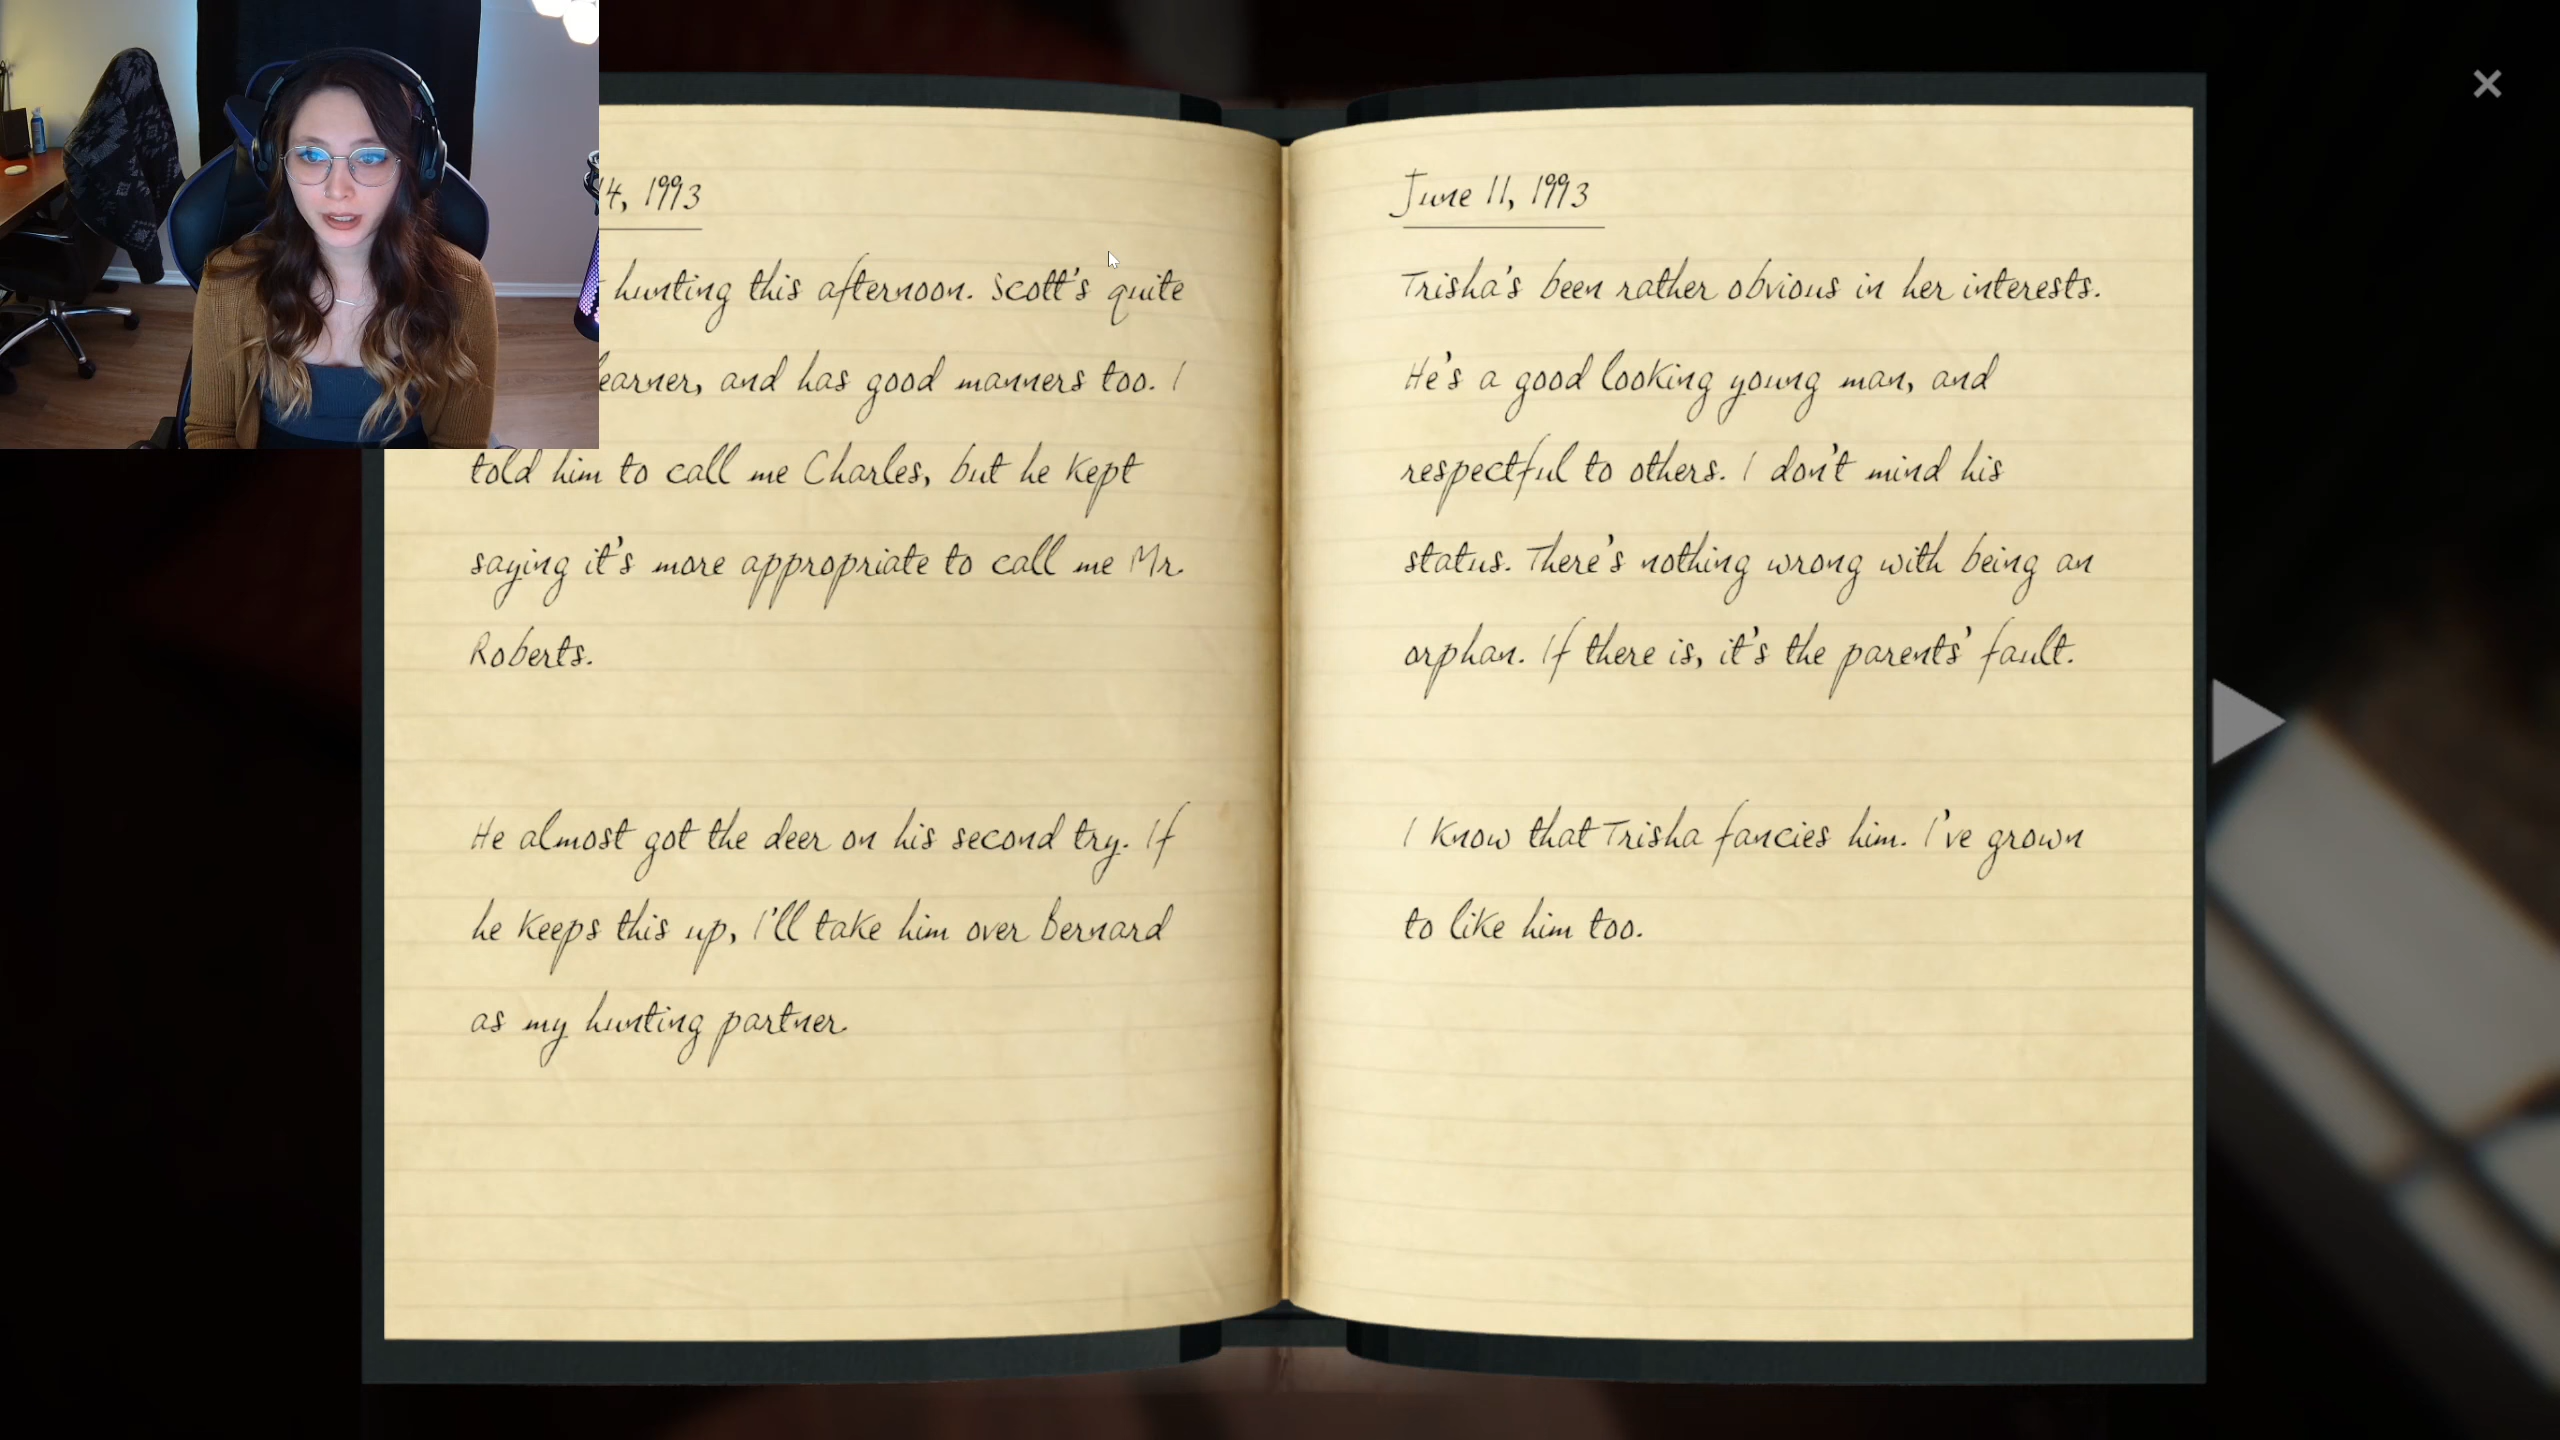 14, 1993
hunting this afternoon. Scott's quite
learner, and has good manners too. I
told him to call me Charles, but he kept
saying it's more appropriate to call me Mr.
Roberts.
He almost got the deer on his second try. If
he keeps this up, I'll take him over Bernard
as my hunting partner.
June 11, 1993
Trisha's been rather obvious in her interests.
He's a good looking young man, and
respectful to others. I don't mind his
status. There's nothing wrong with being an
orphan. If there is, it's the parents' fault.
I know that Trisha fancies him. I've grown
to like him too.